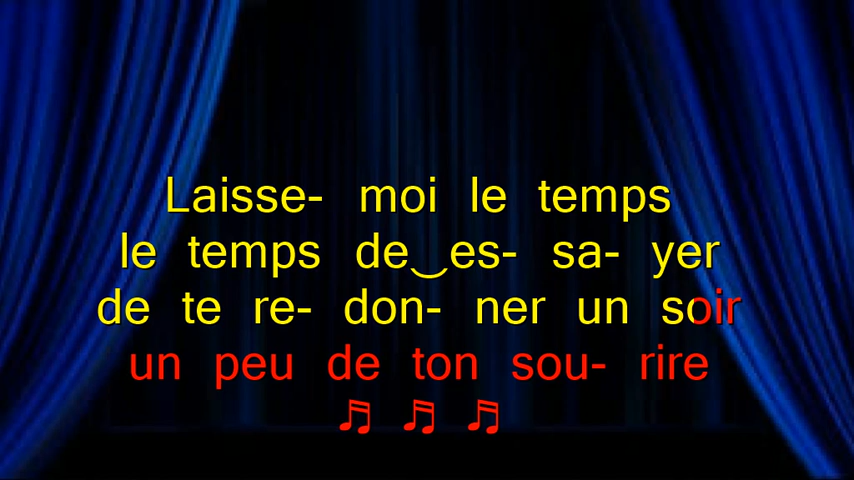 Laisse- moi le temps
le temps de‿es- sa- yer
de te re- don- ner un soir
un peu de ton sou- rire
♬ ♬ ♬